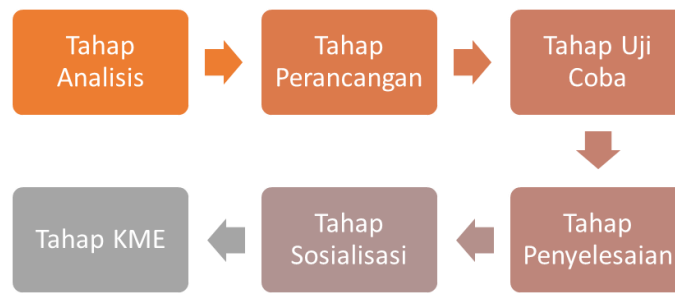 Tahap
Analisis
Tahap
Perancangan
Tahap Uji
Coba
Tahap
Penyelesaian
Tahap
Sosialisasi
Tahap KME